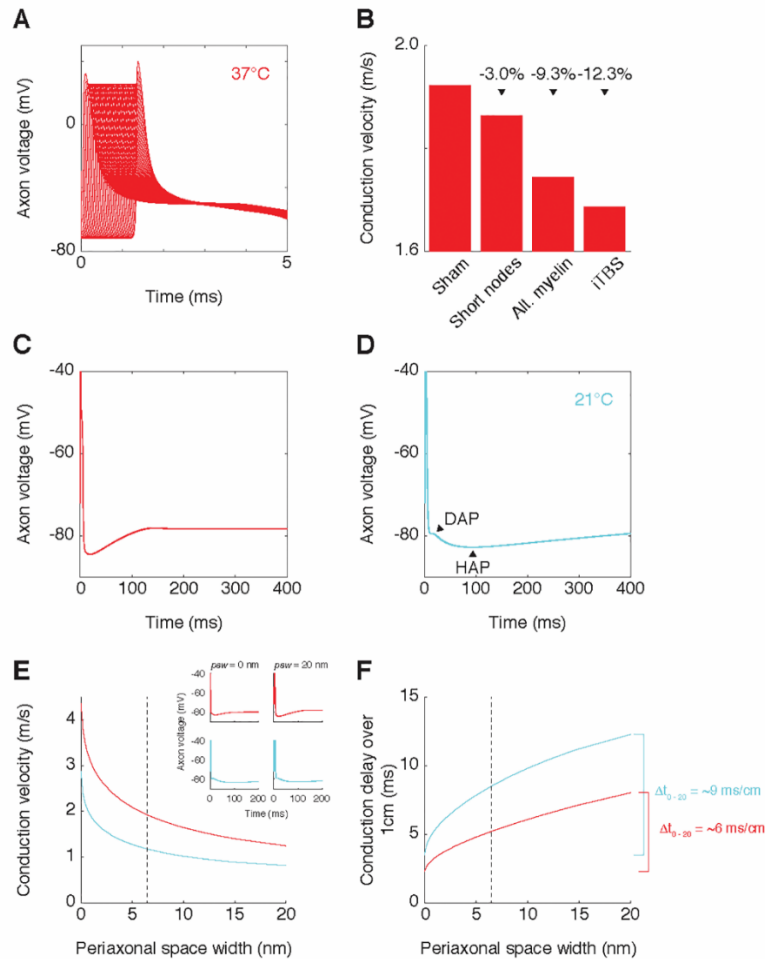 A
37°C
Axon voltage (mV)
0
-80
0
5
Time (ms)
B
2.0
1.6
Conduction velocity (m/s)
-3.0% -9.3% -12.3%
Sham
Short nodes
All. myelin
iTBS
C
-40
-60
-80
Axon voltage (mV)
0 100 200 300 400
Time (ms)
D
21°C
-40
-60
-80
Axon voltage (mV)
DAP
HAP
0 100 200 300 400
Time (ms)
E
4
3
2
1
0
Conduction velocity (m/s)
0 5 10 15 20
Periaxonal space width (nm)
psw = 0 nm psw = 20 nm
-40
-60
-80
-40
-60
-80
Axon voltage (mV)
0 100 200 0 100 200
Time (ms)
F
15
10
5
0
Conduction delay over
1cm (ms)
0 5 10 15 20
Periaxonal space width (nm)
Δt0 - 20 = ~9 ms/cm
Δt0 - 20 = ~6 ms/cm